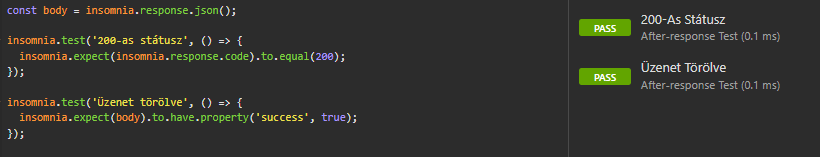 const body = insomnia.response.json();
insomnia.test('200-as státusz', () => {
  insomnia.expect(insomnia.response.code).to.equal(200);
});
insomnia.test('Üzenet törölve', () => {
  insomnia.expect(body).to.have.property('success', true);
});
PASS
200-As Státusz
After-response Test (0.1 ms)
PASS
Üzenet Törölve
After-response Test (0.1 ms)